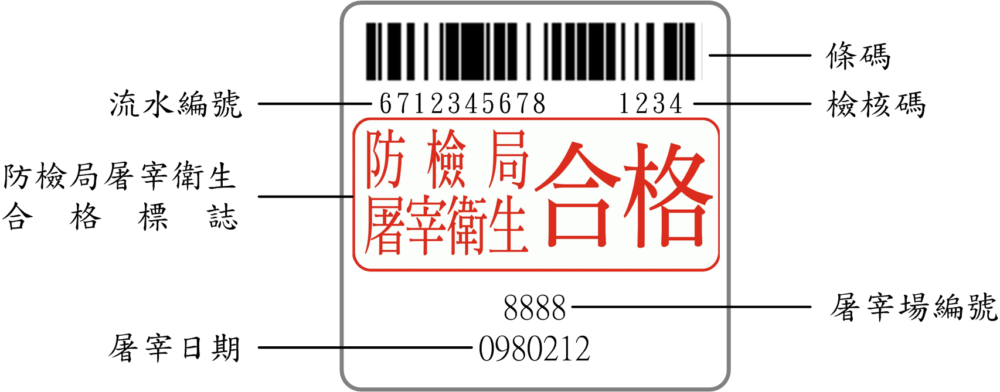 條碼
流水編號 6712345678 1234 檢核碼
防檢局屠宰衛生
合格標誌
防檢局
屠宰衛生
合格
8888 屠宰場編號
屠宰日期 0980212